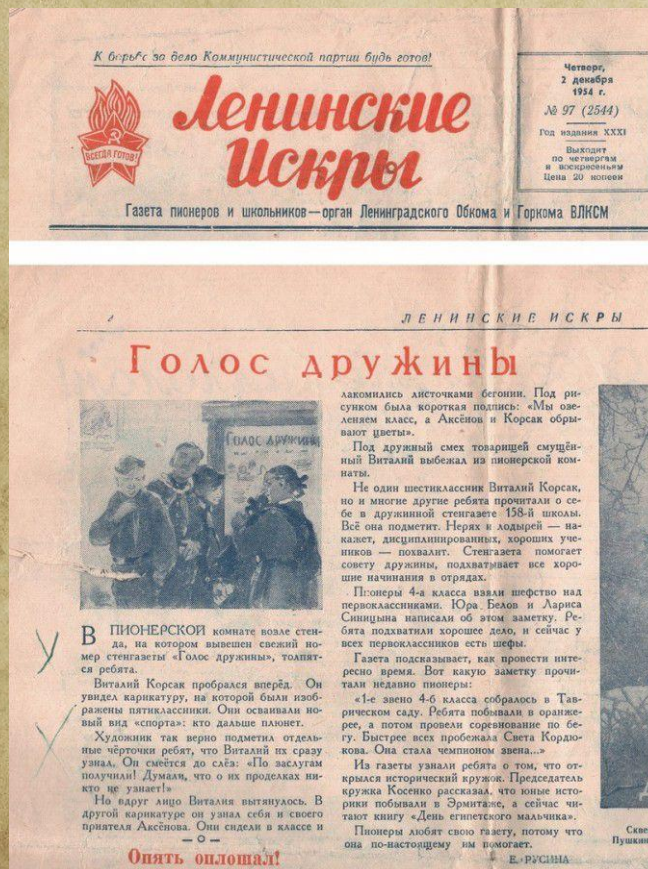 К борьбе за дело Коммунистической партии будь готов!
ВСЕГДА ГОТОВ!
Ленинские
Искры
Четверг,
2 декабря
1954 г.
№ 97 (2544)
Год издания XXXI
Выходит
по четвергам
и воскресеньям
Цена 20 копеек
Газета пионеров и школьников—орган Ленинградского Обкома и Горкома ВЛКСМ
ЛЕНИНСКИЕ ИСКРЫ
Голос дружины
ГОЛОС ДРУЖИНЫ
В ПИОНЕРСКОЙ комнате возле стен-
да, на котором вывешен свежий но-
мер стенгазеты «Голос дружины», толпят-
ся ребята.
Виталий Корсак пробрался вперёд. Он
увидел карикатуру, на которой были изоб-
ражены пятиклассники. Они осваивали но-
вый вид «спорта»: кто дальше плюнет.
Художник так верно подметил отдель-
ные чёрточки ребят, что Виталий их сразу
узнал. Он смеётся до слёз: «По заслугам
получили! Думали, что о их проделках ни-
кто не узнает!»
Но вдруг лицо Виталия вытянулось. В
другой карикатуре он узнал себя и своего
приятеля Аксёнова. Они сидели в классе и
лакомились листочками бегонии. Под ри-
сунком была короткая подпись: «Мы озе-
леняем класс, а Аксёнов и Корсак обры-
вают цветы».
Под дружный смех товарищей смущён-
ный Виталий выбежал из пионерской ком-
наты.
Не один шестиклассник Виталий Корсак,
но и многие другие ребята прочитали о се-
бе в дружинной стенгазете 158-й школы.
Всё она подметит. Нерях и лодырей — на-
кажет, дисциплинированных, хороших уче-
ников — похвалит. Стенгазета помогает
совету дружины, подхватывает все хоро-
шие начинания в отрядах.
Пионеры 4-а класса взяли шефство над
первоклассниками. Юра Белов и Лариса
Синицына написали об этом заметку. Ре-
бята подхватили хорошее дело, и сейчас у
всех первоклассников есть шефы.
Газета подсказывает, как провести инте-
ресно время. Вот какую заметку прочи-
тали недавно пионеры:
«1-е звено 4-б класса собралось в Тав-
рическом саду. Ребята побывали в оранже-
рее, а потом провели соревнование по бе-
гу. Быстрее всех пробежала Света Кордю-
кова. Она стала чемпионом звена...»
Из газеты узнали ребята о том, что от-
крылся исторический кружок. Председатель
кружка Косенко рассказал, что юные исто-
рики побывали в Эрмитаже, а сейчас чи-
тают книгу «День египетского мальчика».
Пионеры любят свою газету, потому что
она по-настоящему им помогает.
Е. РУСИНА
Опять оплошал!
Скве
Пушкин